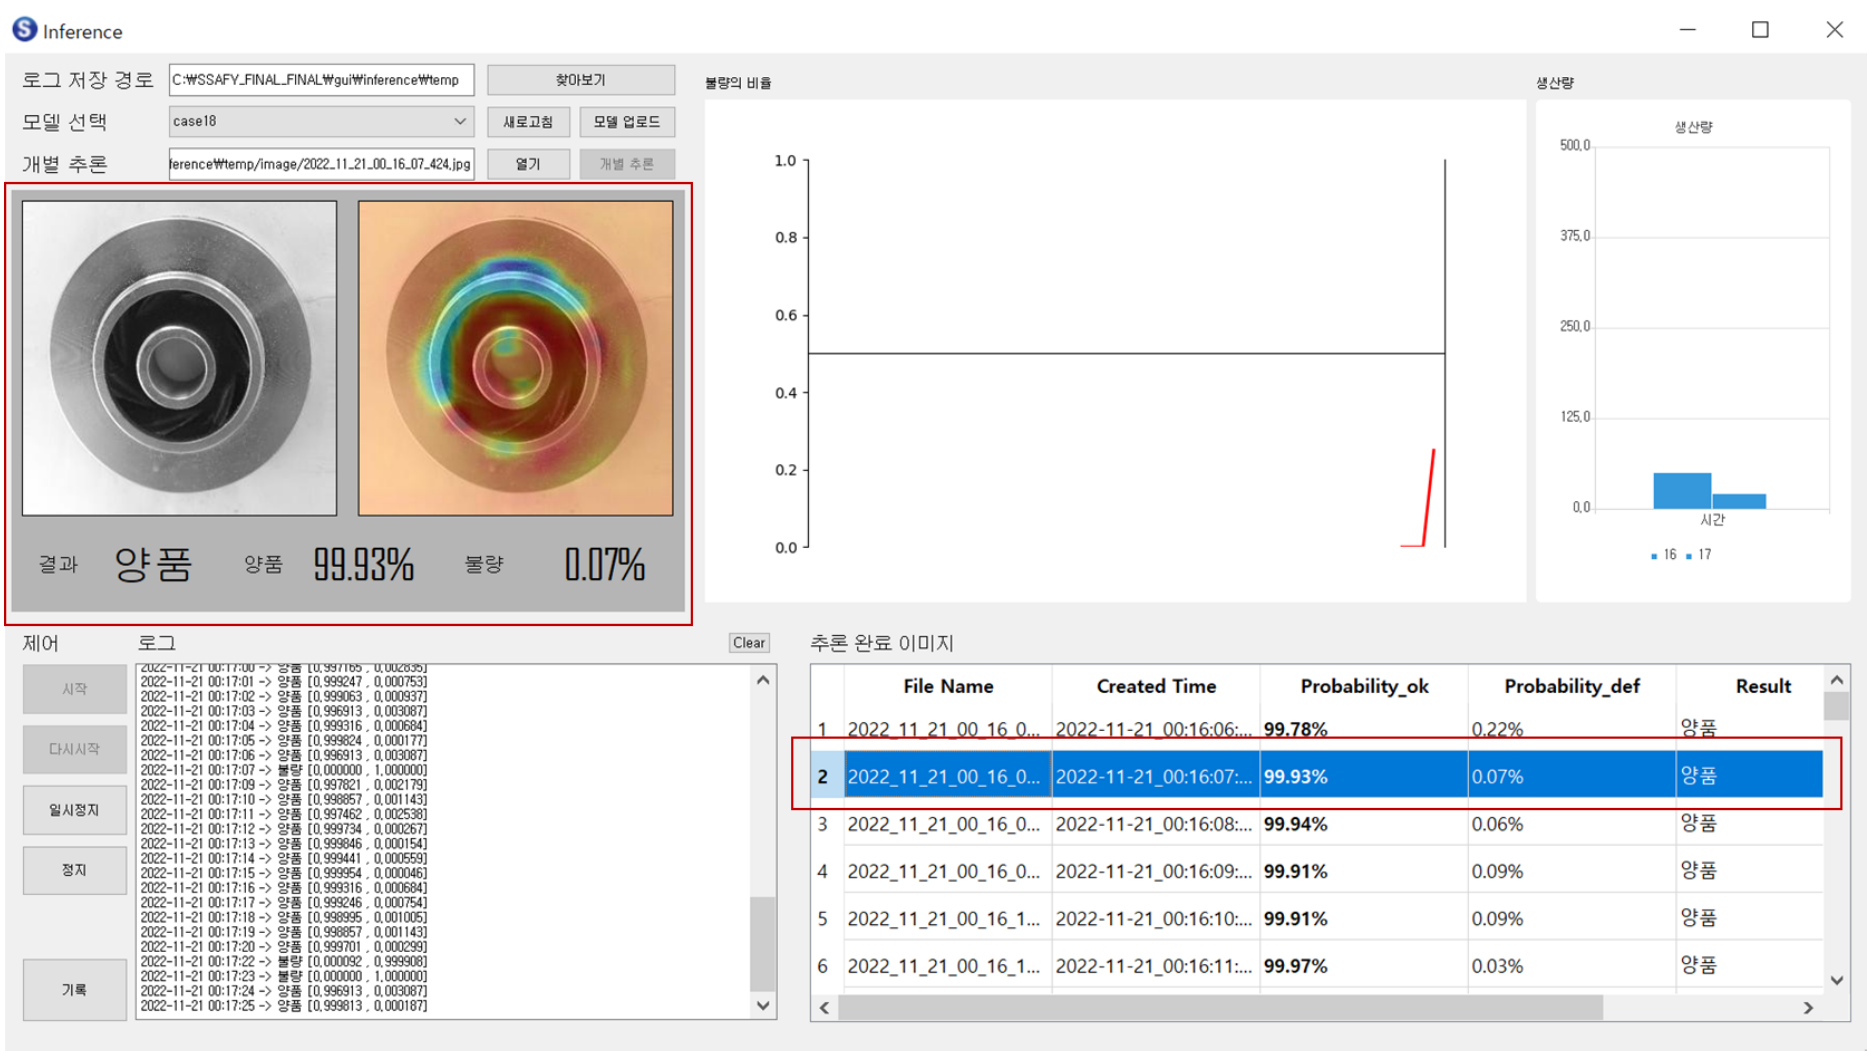 Inference
로그 저장 경로 C:₩SSAFY_FINAL_FINAL₩gui₩inference₩temp 찾아보기
모델 선택 case18 새로고침 모델 업로드
개별 추론 ference₩temp/image/2022_11_21_00_16_07_424.jpg 열기 개별 추론
결과 양품 양품 99.93% 불량 0.07%
불량의 비율
1.0
0.8
0.6
0.4
0.2
0.0
생산량
생산량
500.0
375.0
250.0
125.0
0.0
시간
16 17
제어
시작
다시시작
일시정지
정지
기록
로그 Clear
2022-11-21 00:17:00 -> 양품 [0.997165 , 0.002835]
2022-11-21 00:17:01 -> 양품 [0.999247 , 0.000753]
2022-11-21 00:17:02 -> 양품 [0.999063 , 0.000937]
2022-11-21 00:17:03 -> 양품 [0.996913 , 0.003087]
2022-11-21 00:17:04 -> 양품 [0.999316 , 0.000684]
2022-11-21 00:17:05 -> 양품 [0.999824 , 0.000177]
2022-11-21 00:17:06 -> 양품 [0.996913 , 0.003087]
2022-11-21 00:17:07 -> 불량 [0.000000 , 1.000000]
2022-11-21 00:17:09 -> 양품 [0.997821 , 0.002179]
2022-11-21 00:17:10 -> 양품 [0.998857 , 0.001143]
2022-11-21 00:17:11 -> 양품 [0.997462 , 0.002538]
2022-11-21 00:17:12 -> 양품 [0.999734 , 0.000267]
2022-11-21 00:17:13 -> 양품 [0.999846 , 0.000154]
2022-11-21 00:17:14 -> 양품 [0.999441 , 0.000559]
2022-11-21 00:17:15 -> 양품 [0.999954 , 0.000046]
2022-11-21 00:17:16 -> 양품 [0.999316 , 0.000684]
2022-11-21 00:17:17 -> 양품 [0.999246 , 0.000754]
2022-11-21 00:17:18 -> 양품 [0.998995 , 0.001005]
2022-11-21 00:17:19 -> 양품 [0.998857 , 0.001143]
2022-11-21 00:17:20 -> 양품 [0.999701 , 0.000299]
2022-11-21 00:17:22 -> 불량 [0.000092 , 0.999908]
2022-11-21 00:17:23 -> 불량 [0.000000 , 1.000000]
2022-11-21 00:17:24 -> 양품 [0.996913 , 0.003087]
2022-11-21 00:17:25 -> 양품 [0.999813 , 0.000187]
추론 완료 이미지
File Name Created Time Probability_ok Probability_def Result
1 2022_11_21_00_16_0... 2022-11-21_00:16:06:... 99.78% 0.22% 양품
2 2022_11_21_00_16_0... 2022-11-21_00:16:07:... 99.93% 0.07% 양품
3 2022_11_21_00_16_0... 2022-11-21_00:16:08:... 99.94% 0.06% 양품
4 2022_11_21_00_16_0... 2022-11-21_00:16:09:... 99.91% 0.09% 양품
5 2022_11_21_00_16_1... 2022-11-21_00:16:10:... 99.91% 0.09% 양품
6 2022_11_21_00_16_1... 2022-11-21_00:16:11:... 99.97% 0.03% 양품